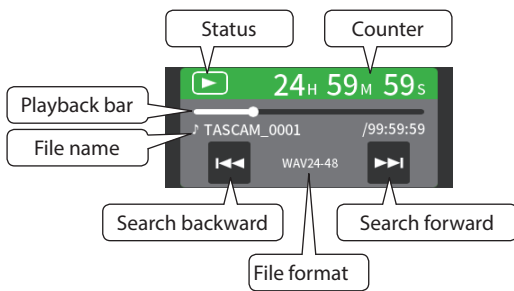 Status
Counter
24H 59M 59S
Playback bar
♪ TASCAM_0001 /99:59:59
File name
WAV24-48
Search backward
Search forward
File format